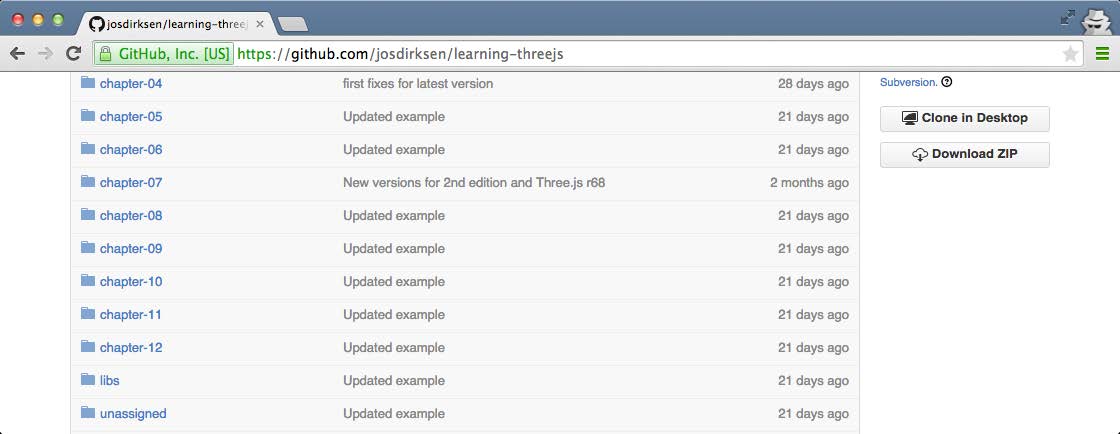 josdirksen/learning-threej
GitHub, Inc. [US] https://github.com/josdirksen/learning-threejs
chapter-04 first fixes for latest version 28 days ago
chapter-05 Updated example 21 days ago
chapter-06 Updated example 21 days ago
chapter-07 New versions for 2nd edition and Three.js r68 2 months ago
chapter-08 Updated example 21 days ago
chapter-09 Updated example 21 days ago
chapter-10 Updated example 21 days ago
chapter-11 Updated example 21 days ago
chapter-12 Updated example 21 days ago
libs Updated example 21 days ago
unassigned Updated example 21 days ago
Subversion. ?
Clone in Desktop
Download ZIP